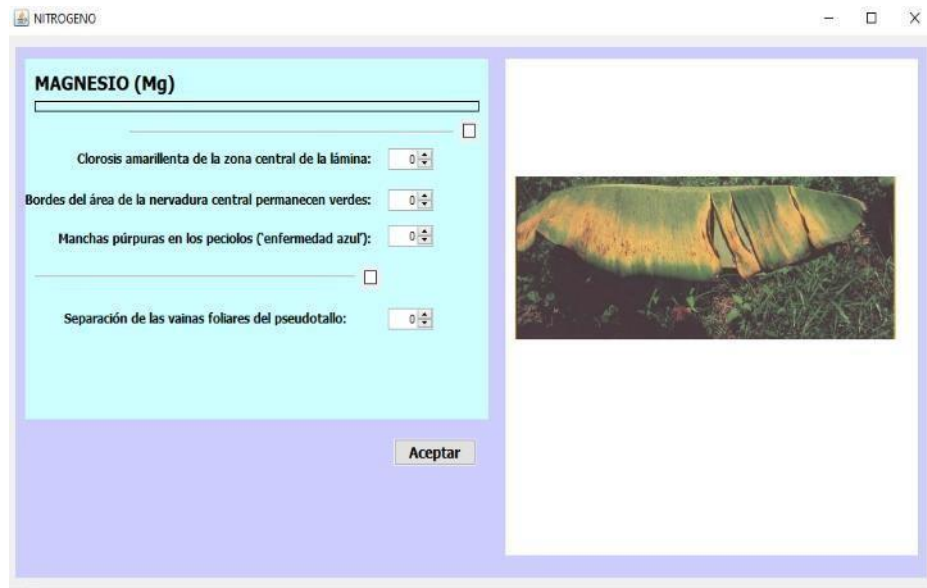 NITROGENO
MAGNESIO (Mg)
Clorosis amarillenta de la zona central de la lámina: 0
Bordes del área de la nervadura central permanecen verdes: 0
Manchas púrpuras en los peciolos ('enfermedad azul'): 0
Separación de las vainas foliares del pseudotallo: 0
Aceptar